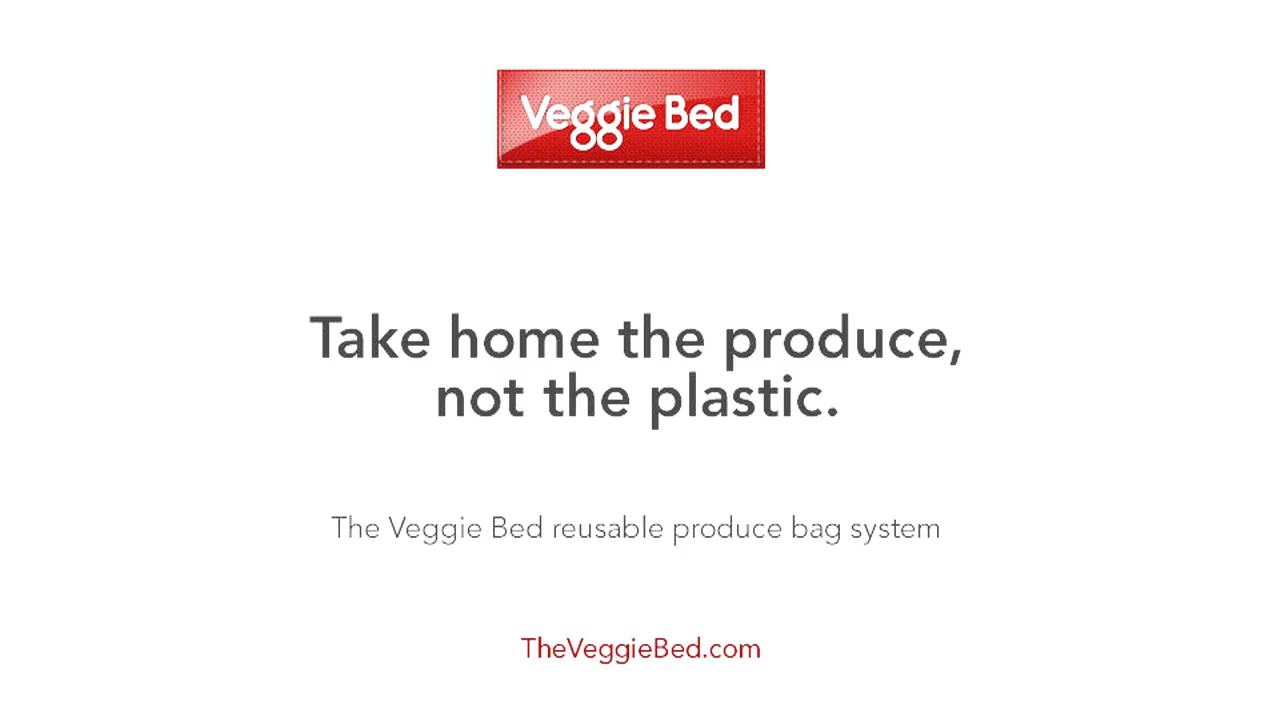 Veggie Bed
Take home the produce,
not the plastic.
The Veggie Bed reusable produce bag system
TheVeggieBed.com